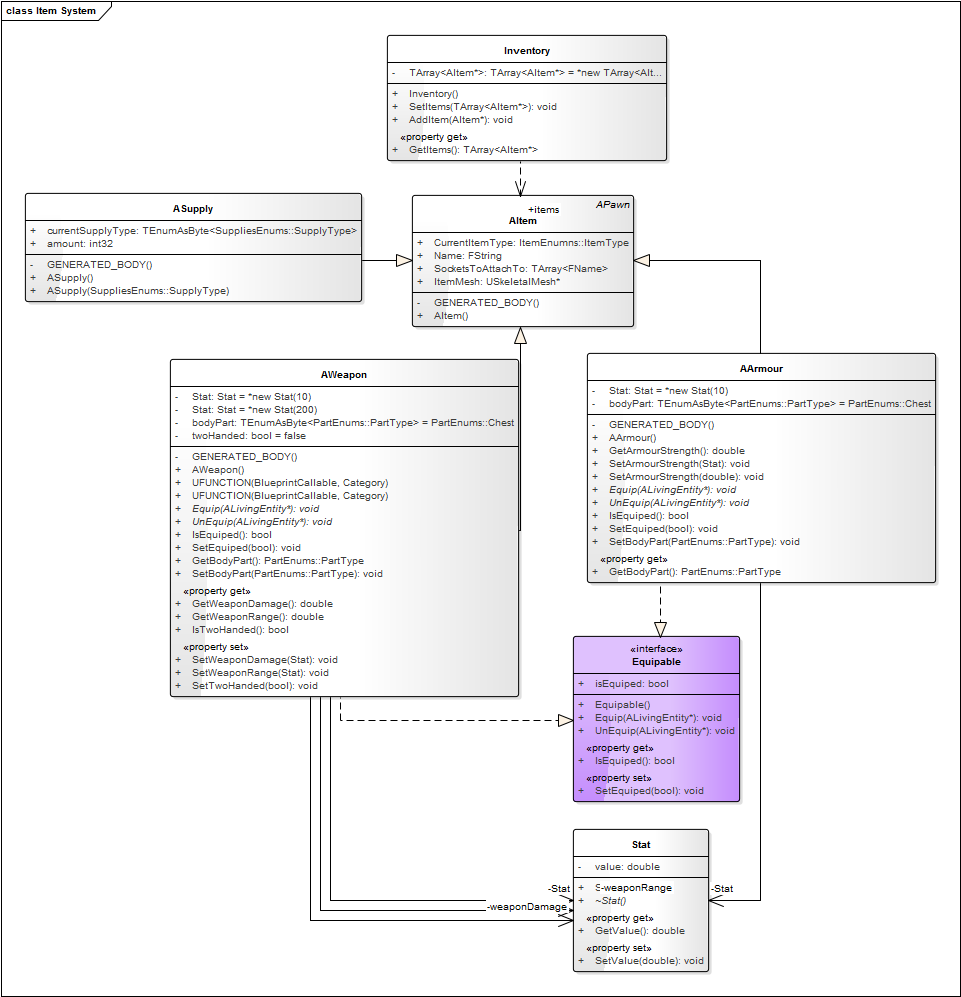 class Item System
Inventory
- TArray<AItem*>: TArray<AItem*> = *new TArray<AIt...
+ Inventory()
+ SetItems(TArray<AItem*>): void
+ AddItem(AItem*): void
«property get»
+ GetItems(): TArray<AItem*>
ASupply
+ currentSupplyType: TEnumAsByte<SuppliesEnums::SupplyType>
+ amount: int32
- GENERATED_BODY()
+ ASupply()
+ ASupply(SuppliesEnums::SupplyType)
APawn
+items
AItem
+ CurrentItemType: ItemEnumns::ItemType
+ Name: FString
+ SocketsToAttachTo: TArray<FName>
+ ItemMesh: USkeletalMesh*
- GENERATED_BODY()
+ AItem()
AWeapon
- Stat: Stat = *new Stat(10)
- Stat: Stat = *new Stat(200)
- bodyPart: TEnumAsByte<PartEnums::PartType> = PartEnums::Chest
- twoHanded: bool = false
- GENERATED_BODY()
+ AWeapon()
+ UFUNCTION(BlueprintCallable, Category)
+ UFUNCTION(BlueprintCallable, Category)
+ Equip(ALivingEntity*): void
+ UnEquip(ALivingEntity*): void
+ IsEquiped(): bool
+ SetEquiped(bool): void
+ GetBodyPart(): PartEnums::PartType
+ SetBodyPart(PartEnums::PartType): void
«property get»
+ GetWeaponDamage(): double
+ GetWeaponRange(): double
+ IsTwoHanded(): bool
«property set»
+ SetWeaponDamage(Stat): void
+ SetWeaponRange(Stat): void
+ SetTwoHanded(bool): void
AArmour
- Stat: Stat = *new Stat(10)
- bodyPart: TEnumAsByte<PartEnums::PartType> = PartEnums::Chest
- GENERATED_BODY()
+ AArmour()
+ GetArmourStrength(): double
+ SetArmourStrength(Stat): void
+ SetArmourStrength(double): void
+ Equip(ALivingEntity*): void
+ UnEquip(ALivingEntity*): void
+ IsEquiped(): bool
+ SetEquiped(bool): void
+ SetBodyPart(PartEnums::PartType): void
«property get»
+ GetBodyPart(): PartEnums::PartType
«interface»
Equipable
+ isEquiped: bool
+ Equipable()
+ Equip(ALivingEntity*): void
+ UnEquip(ALivingEntity*): void
«property get»
+ IsEquiped(): bool
«property set»
+ SetEquiped(bool): void
Stat
- value: double
-Stat
+ S-weaponRange
-Stat
+ ~Stat()
-weaponDamage
«property get»
+ GetValue(): double
«property set»
+ SetValue(double): void